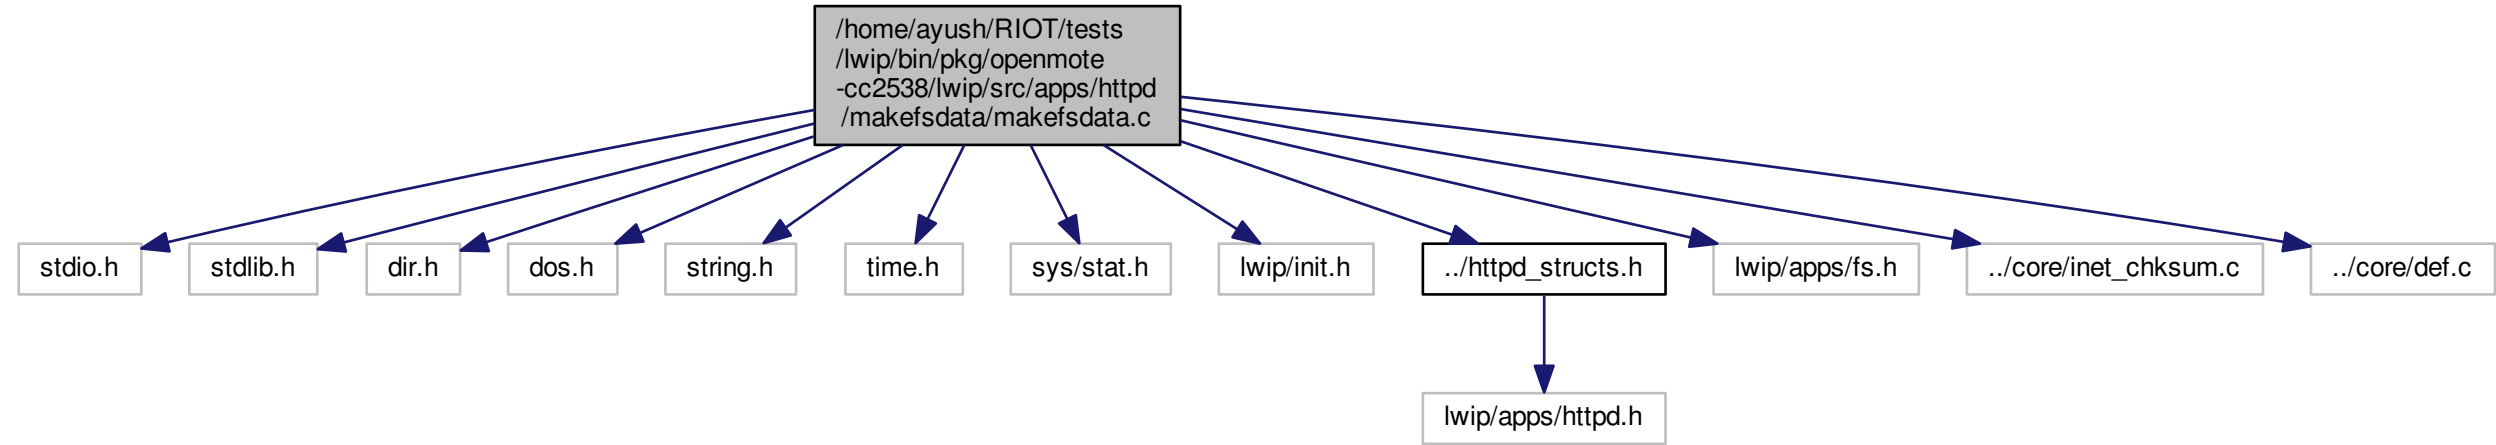 /home/ayush/RIOT/tests
/lwip/bin/pkg/openmote
-cc2538/lwip/src/apps/httpd
/makefsdata/makefsdata.c
stdio.h
stdlib.h
dir.h
dos.h
string.h
time.h
sys/stat.h
lwip/init.h
../httpd_structs.h
lwip/apps/fs.h
../core/inet_chksum.c
../core/def.c
lwip/apps/httpd.h